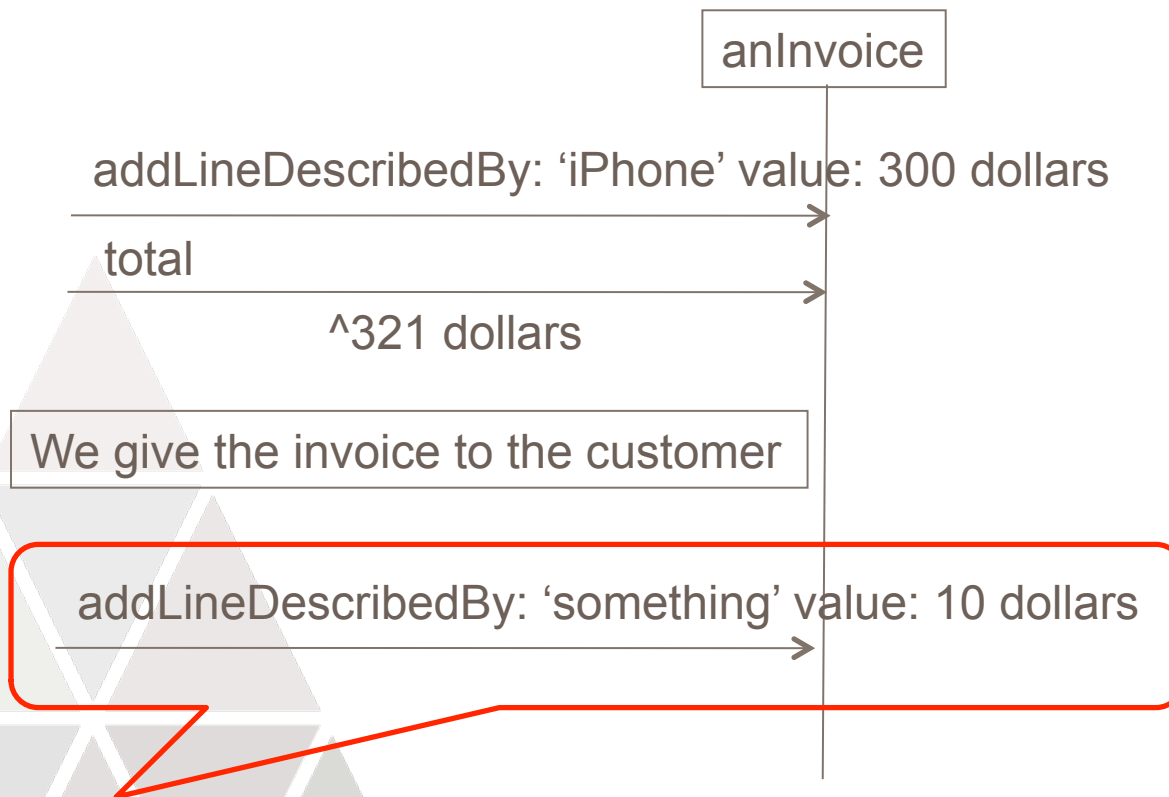 anInvoice
addLineDescribedBy: ‘iPhone’ value: 300 dollars
total
^321 dollars
We give the invoice to the customer
addLineDescribedBy: ‘something’ value: 10 dollars